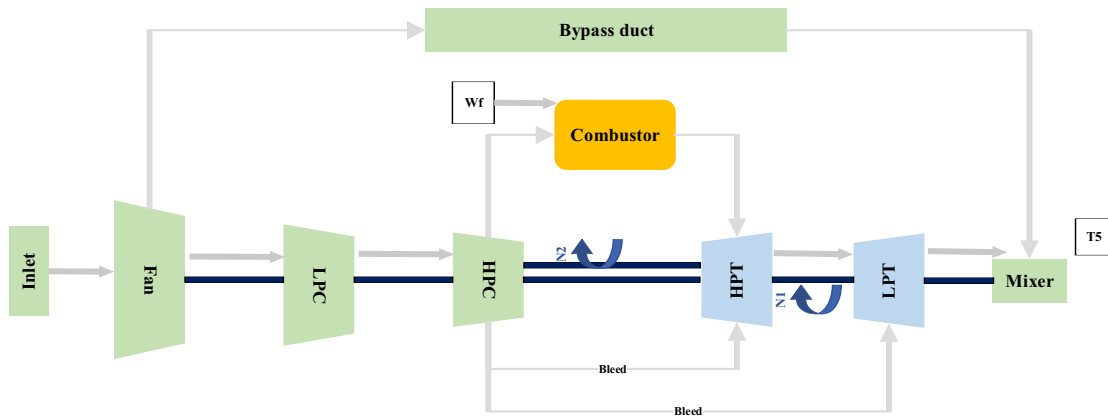 Bypass duct
Wf
Combustor
T5
Inlet
Fan
LPC
HPC
N2
HPT
N1
LPT
Mixer
Bleed
Bleed